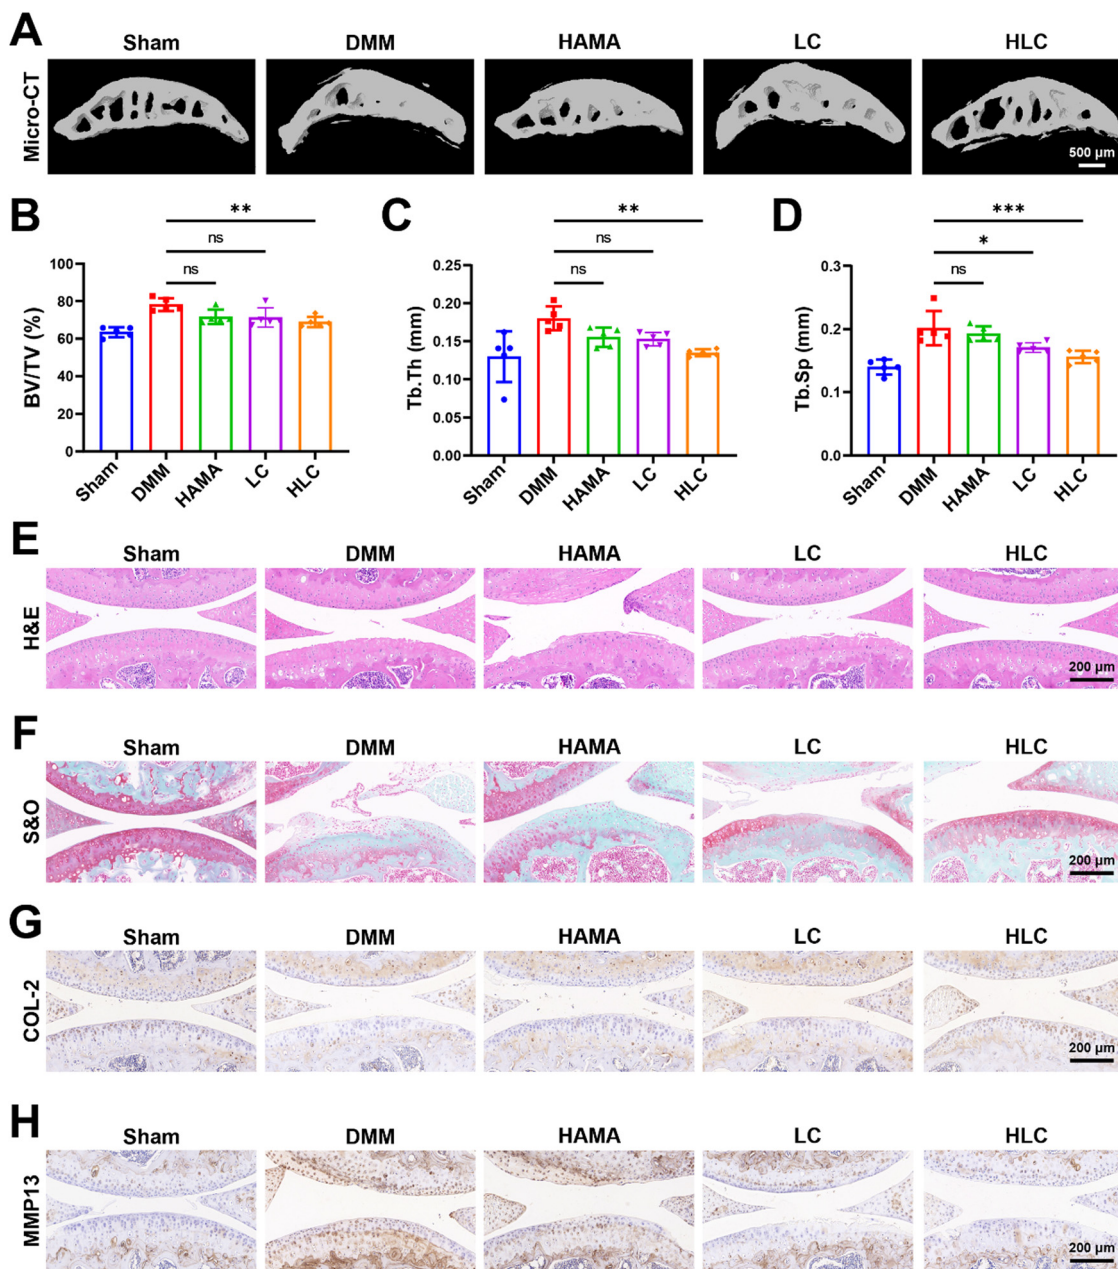 A
Sham DMM HAMA LC HLC
Micro-CT
500 µm
B
**
ns
ns
BV/TV (%)
100
80
60
40
20
0
Sham DMM HAMA LC HLC
C
**
ns
ns
Tb.Th (mm)
0.25
0.20
0.15
0.10
0.05
0.00
Sham DMM HAMA LC HLC
D
***
*
ns
Tb.Sp (mm)
0.3
0.2
0.1
0.0
Sham DMM HAMA LC HLC
E
Sham DMM HAMA LC HLC
H&E
200 µm
F
Sham DMM HAMA LC HLC
S&O
200 µm
G
Sham DMM HAMA LC HLC
COL-2
200 µm
H
Sham DMM HAMA LC HLC
MMP13
200 µm